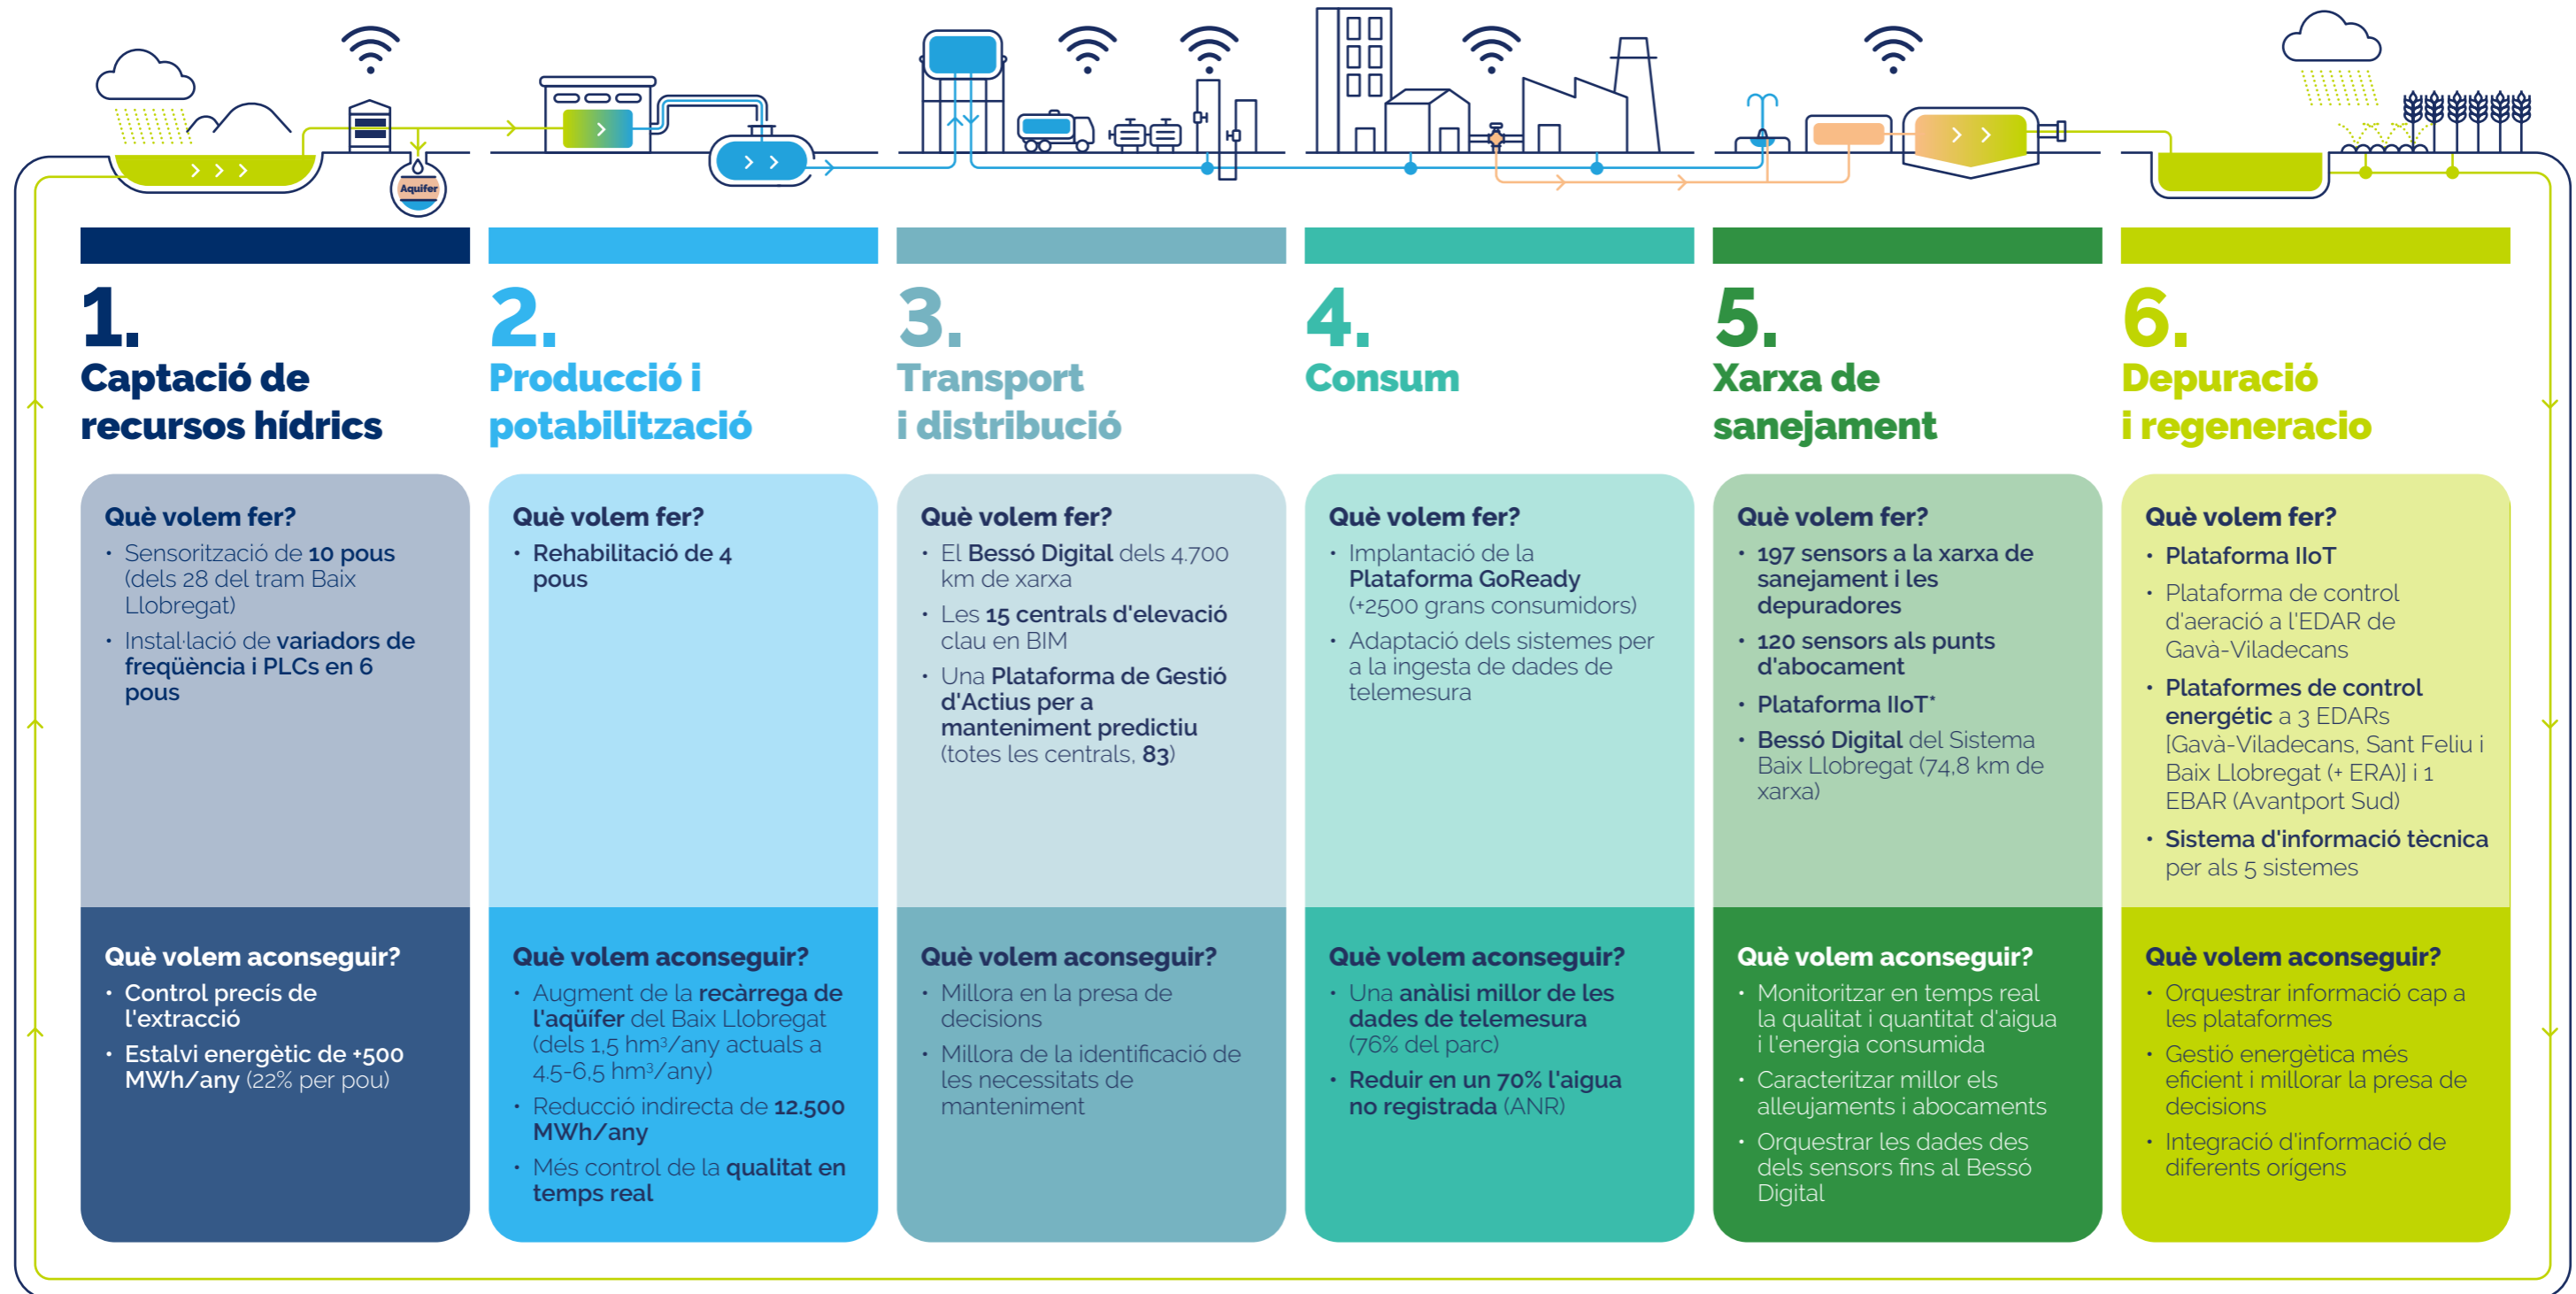 Aquífer
1.
Captació de
recursos hídrics
Què volem fer?
• Sensorització de 10 pous
(dels 28 del tram Baix
Llobregat)
• Instal·lació de variadors de
freqüència i PLCs en 6
pous
Què volem aconseguir?
• Control precís de
l'extracció
• Estalvi energètic de +500
MWh/any (22% per pou)
2.
Producció i
potabilització
Què volem fer?
• Rehabilitació de 4
pous
Què volem aconseguir?
• Augment de la recàrrega de
l'aqüífer del Baix Llobregat
(dels 1,5 hm³/any actuals a
4.5-6,5 hm³/any)
• Reducció indirecta de 12.500
MWh/any
• Més control de la qualitat en
temps real
3.
Transport
i distribució
Què volem fer?
• El Bessó Digital dels 4.700
km de xarxa
• Les 15 centrals d'elevació
clau en BIM
• Una Plataforma de Gestió
d'Actius per a
manteniment predictiu
(totes les centrals, 83)
Què volem aconseguir?
• Millora en la presa de
decisions
• Millora de la identificació de
les necessitats de
manteniment
4.
Consum
Què volem fer?
• Implantació de la
Plataforma GoReady
(+2500 grans consumidors)
• Adaptació dels sistemes per
a la ingesta de dades de
telemesura
Què volem aconseguir?
• Una anàlisi millor de les
dades de telemesura
(76% del parc)
• Reduir en un 70% l'aigua
no registrada (ANR)
5.
Xarxa de
sanejament
Què volem fer?
• 197 sensors a la xarxa de
sanejament i les
depuradores
• 120 sensors als punts
d'abocament
• Plataforma IIoT*
• Bessó Digital del Sistema
Baix Llobregat (74,8 km de
xarxa)
Què volem aconseguir?
• Monitoritzar en temps real
la qualitat i quantitat d'aigua
i l'energia consumida
• Caracteritzar millor els
alleujaments i abocaments
• Orquestrar les dades des
dels sensors fins al Bessó
Digital
6.
Depuració
i regeneracio
Què volem fer?
• Plataforma IIoT
• Plataforma de control
d'aeració a l'EDAR de
Gavà-Viladecans
• Plataformes de control
energétic a 3 EDARs
[Gavà-Viladecans, Sant Feliu i
Baix Llobregat (+ ERA)] i 1
EBAR (Avantport Sud)
• Sistema d'informació tècnica
per als 5 sistemes
Què volem aconseguir?
• Orquestrar informació cap a
les plataformes
• Gestió energètica més
eficient i millorar la presa de
decisions
• Integració d'informació de
diferents orígens